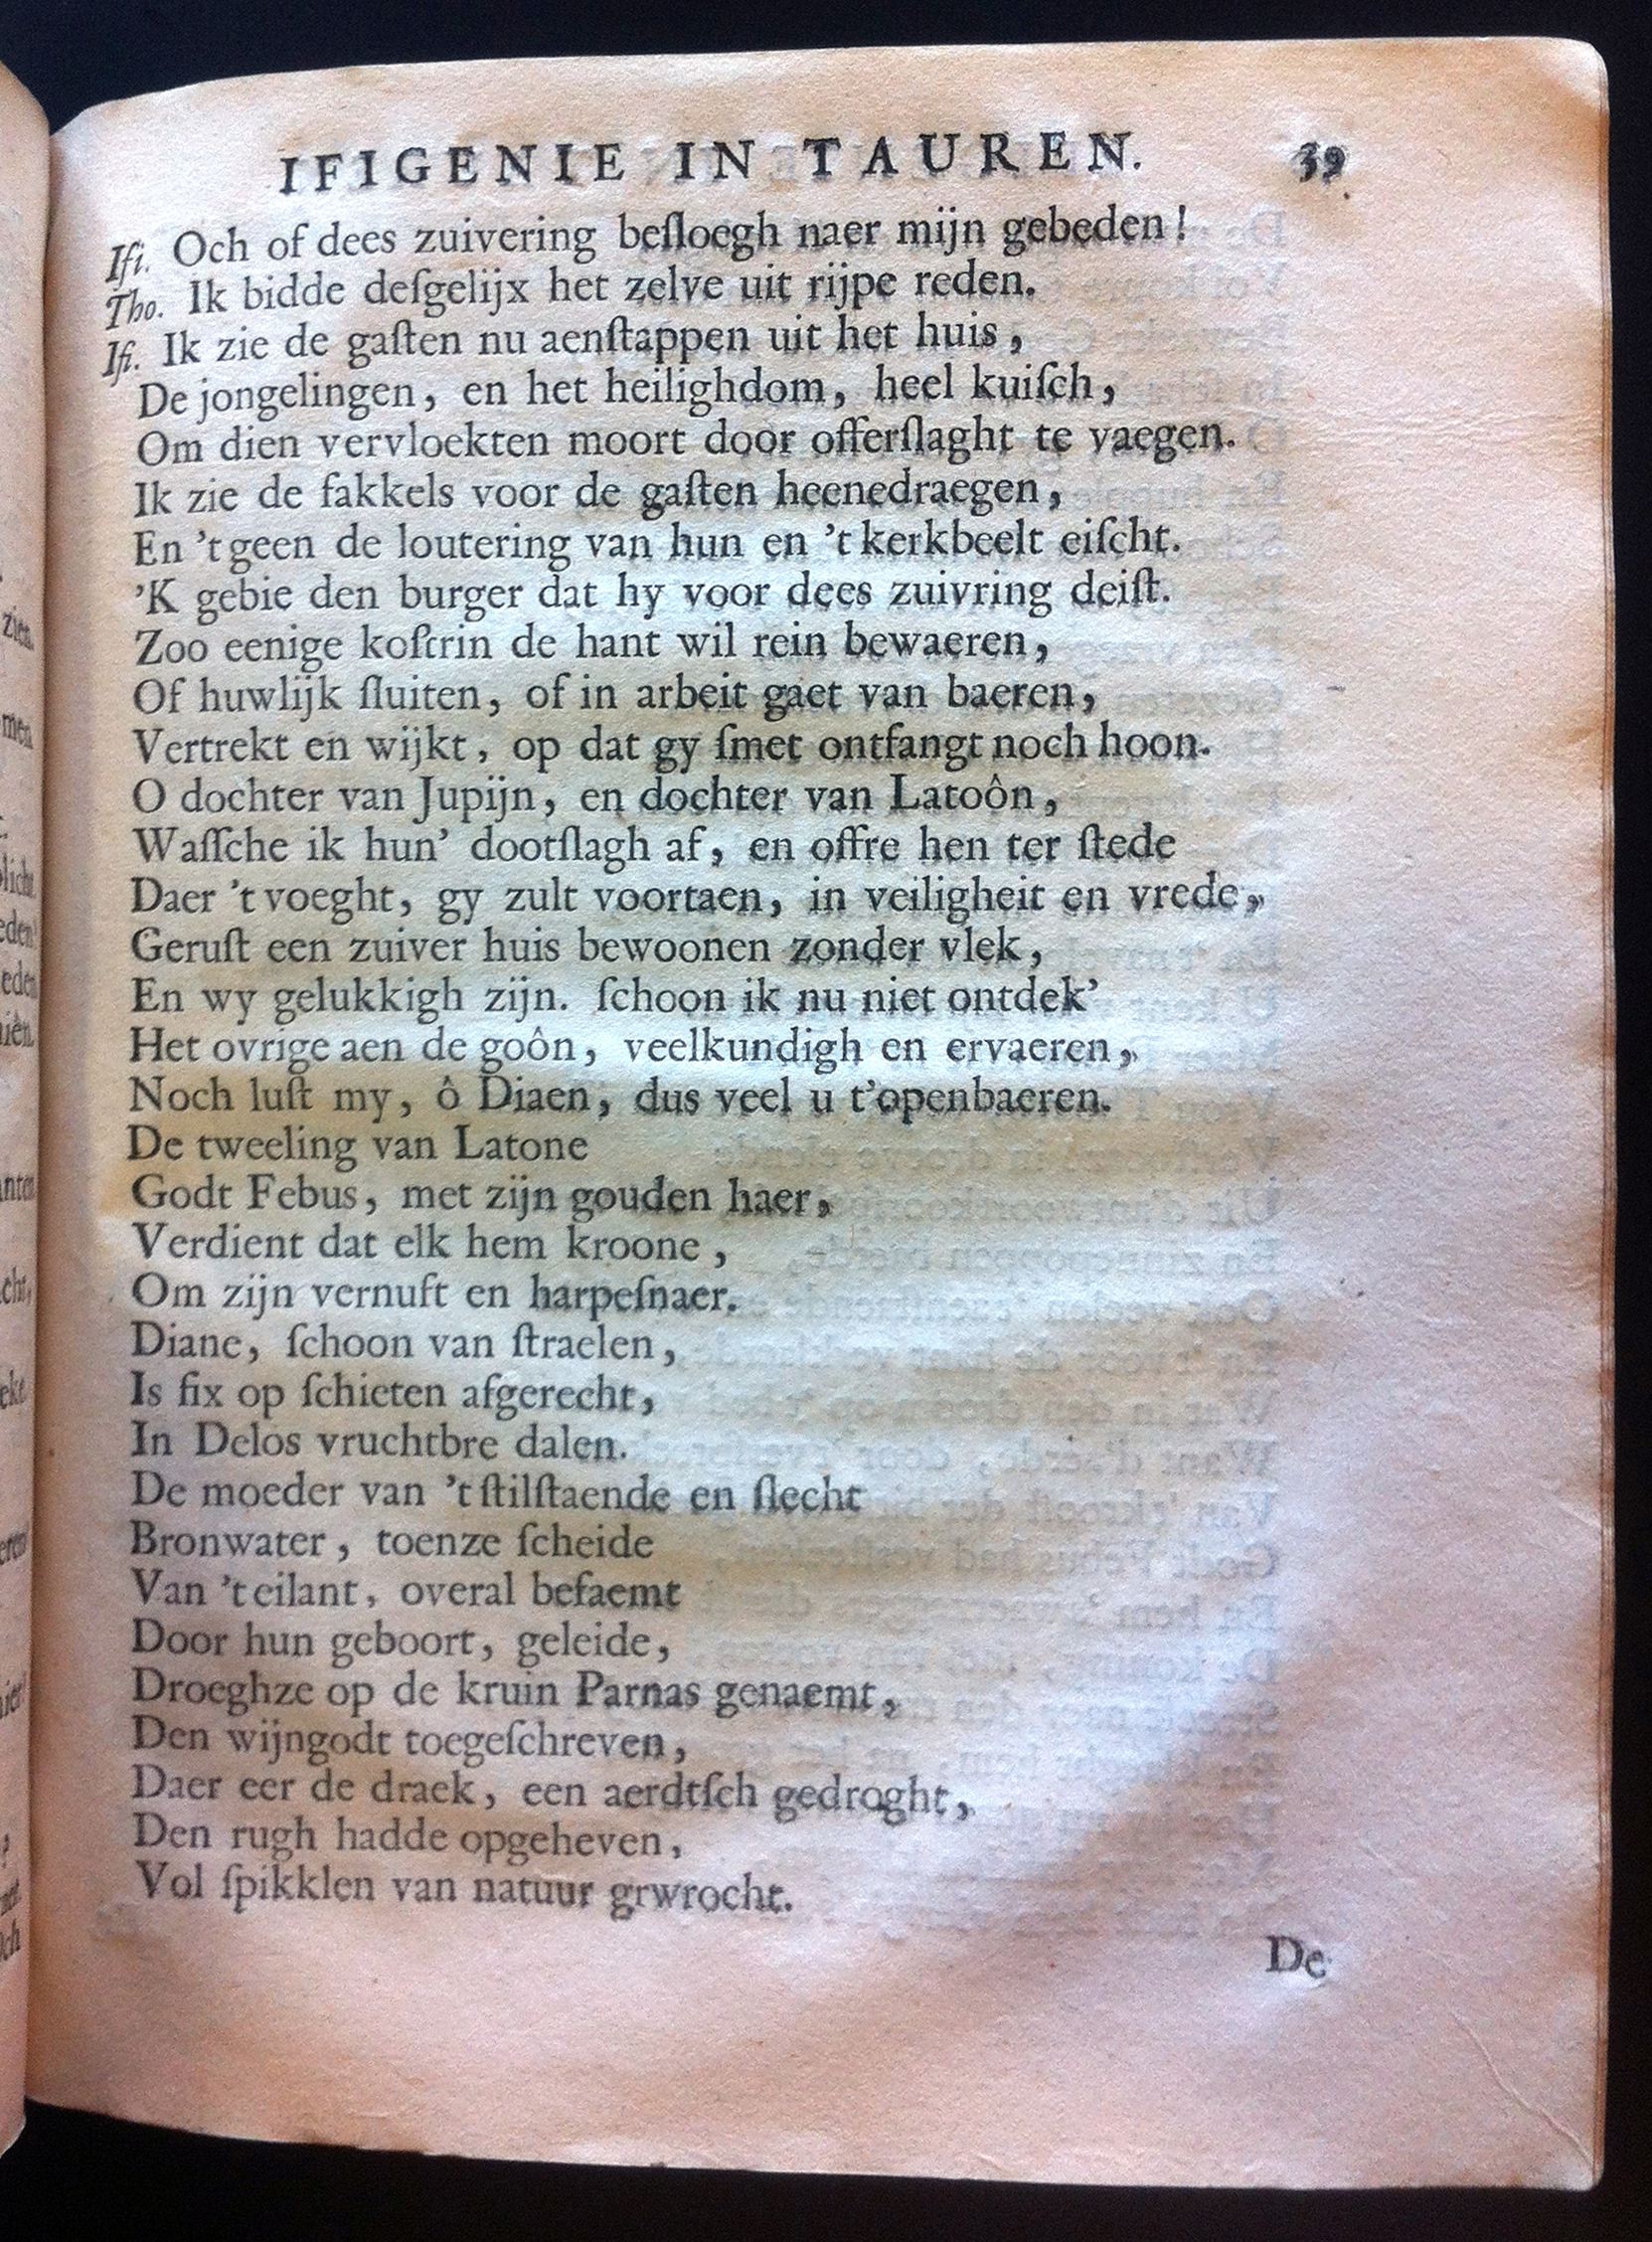 IFIGENIE IN TAUREN. 39
Ifi. Och of dees zuivering beſloegh naer mijn gebeden!
Tho. Ik bidde deſgelijx het zelve uit rijpe reden.
Ifi. Ik zie de gaſten nu aenſtappen uit het huis,
De jongelingen, en het heilighdom, heel kuiſch,
Om dien vervloekten moort door offerſlaght te vaegen.
Ik zie de fakkels voor de gaſten heenedraegen,
En 't geen de loutering van hun en 't kerkbeelt eiſcht.
'K gebie den burger dat hy voor dees zuivring deiſt.
Zoo eenige koſtrin de hant wil rein bewaeren,
Of huwlijk ſluiten, of in arbeit gaet van baeren,
Vertrekt en wijkt, op dat gy ſmet ontfangt noch hoon.
O dochter van Jupijn, en dochter van Latoôn,
Waſſche ik hun' dootſlagh af, en offre hen ter ſtede
Daer 't voeght, gy zult voortaen, in veiligheit en vrede,
Geruſt een zuiver huis bewoonen zonder vlek,
En wy gelukkigh zijn. ſchoon ik nu niet ontdek'
Het ovrige aen de goôn, veelkundigh en ervaeren,
Noch luſt my, ô Diaen, dus veel u t'openbaeren.
De tweeling van Latone
Godt Febus, met zijn gouden haer,
Verdient dat elk hem kroone,
Om zijn vernuft en harpeſnaer.
Diane, ſchoon van ſtraelen,
Is fix op ſchieten afgerecht,
In Delos vruchtbre dalen.
De moeder van 't ſtilſtaende en ſlecht
Bronwater, toenze ſcheide
Van 't eilant, overal befaemt
Door hun geboort, geleide,
Droeghze op de kruin Parnas genaemt,
Den wijngodt toegeſchreven,
Daer eer de draek, een aerdtſch gedroght,
Den rugh hadde opgeheven,
Vol ſpikklen van natuur grwrocht.
De